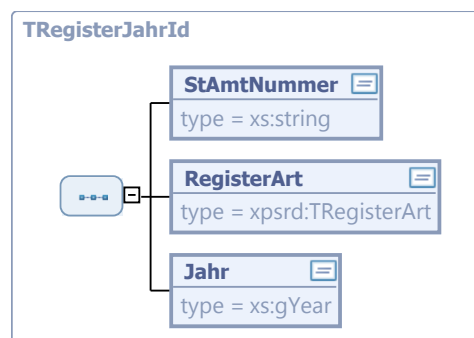 TRegisterJahrId
StAmtNummer
type = xs:string
RegisterArt
type = xpsrd:TRegisterArt
Jahr
type = xs:gYear